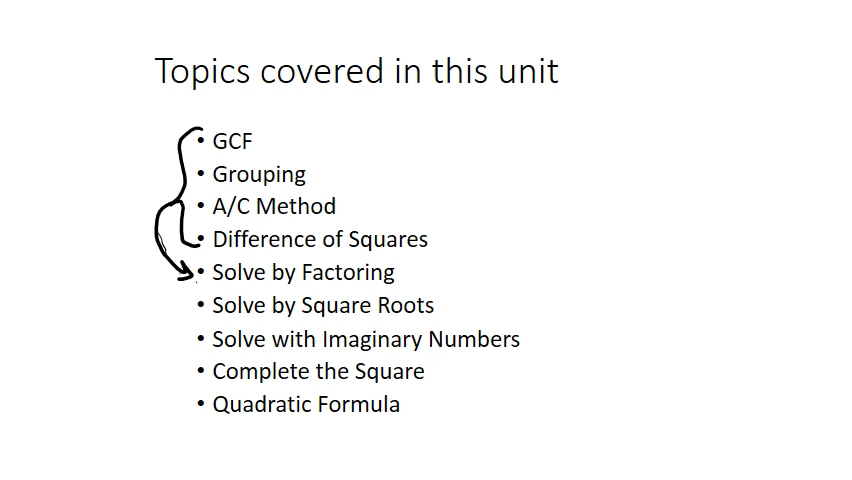 Topics covered in this unit
• GCF
• Grouping
• A/C Method
• Difference of Squares
• Solve by Factoring
• Solve by Square Roots
• Solve with Imaginary Numbers
• Complete the Square
• Quadratic Formula